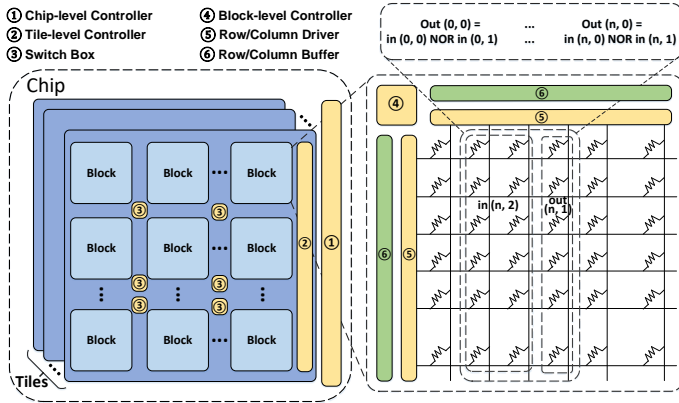 ① Chip-level Controller
② Tile-level Controller
③ Switch Box
④ Block-level Controller
⑤ Row/Column Driver
⑥ Row/Column Buffer
Out (0, 0) = ... Out (n, 0) =
in (0, 0) NOR in (0, 1) ... in (n, 0) NOR in (n, 1)
Chip
Block Block ••• Block
③ ③
Block Block ••• Block
③ ③
③ ③
Block Block ••• Block
②
①
Tiles
④
⑥
⑤
⑥
⑤
in (n, 2)
out
(n, 1)